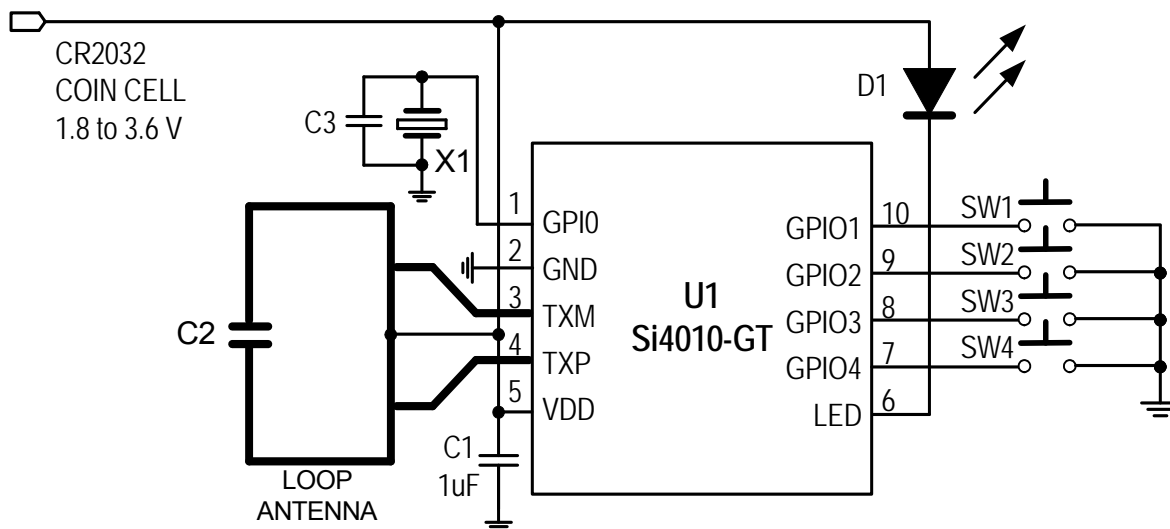 CR2032
COIN CELL
1.8 to 3.6 V
C3
X1
D1
C2
LOOP
ANTENNA
1
2
3
4
5
GPI0
GND
TXM
TXP
VDD
C1
1uF
U1
Si4010-GT
GPIO1
GPIO2
GPIO3
GPIO4
LED
10
9
8
7
6
SW1
SW2
SW3
SW4